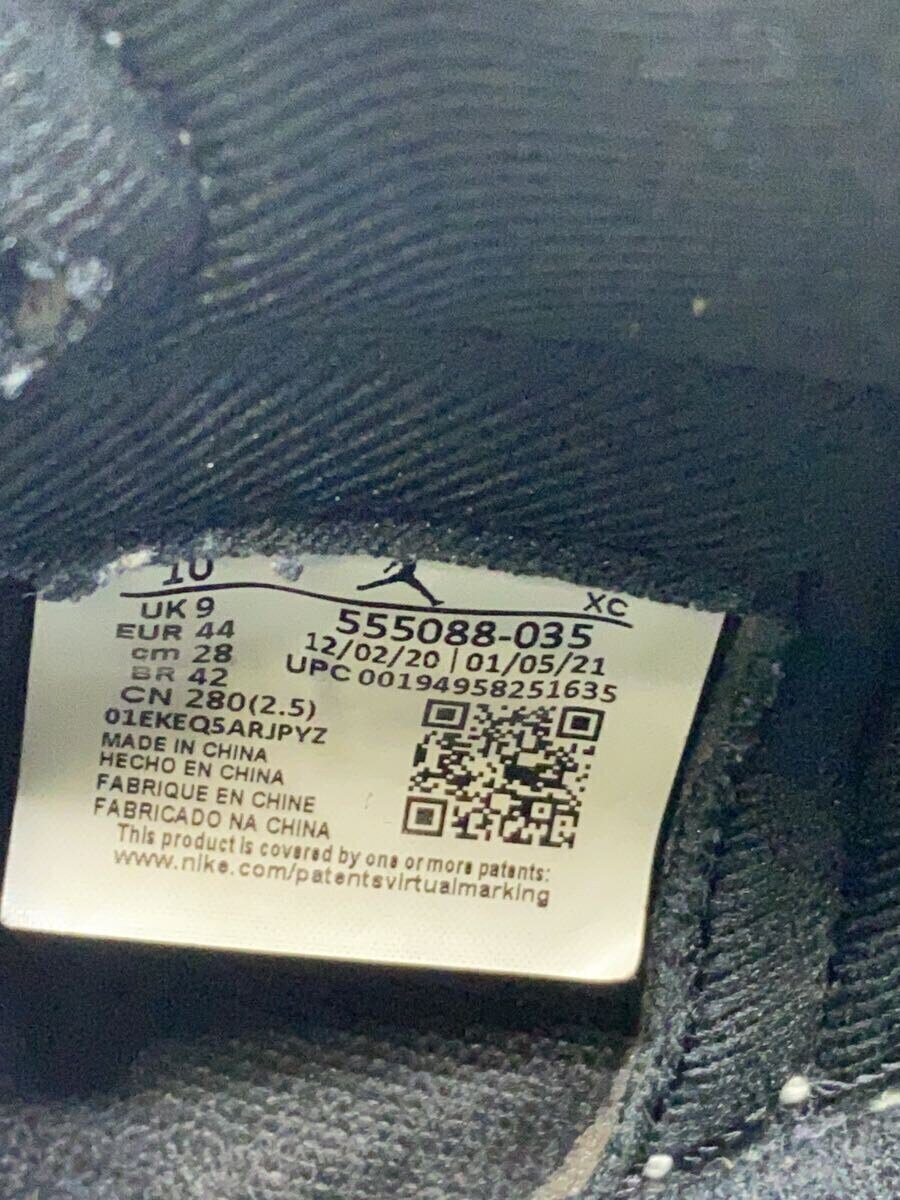 10
XC
UK 9
EUR 44
cm 28
BR 42
CN 280(2.5)
01EKEQ5ARJPYZ
MADE IN CHINA
HECHO EN CHINA
FABRIQUE EN CHINE
FABRICADO NA CHINA
555088-035
12/02/20 | 01/05/21
UPC 00194958251635
This product is covered by one or more patents:
www.nike.com/patentsvirtualmarking